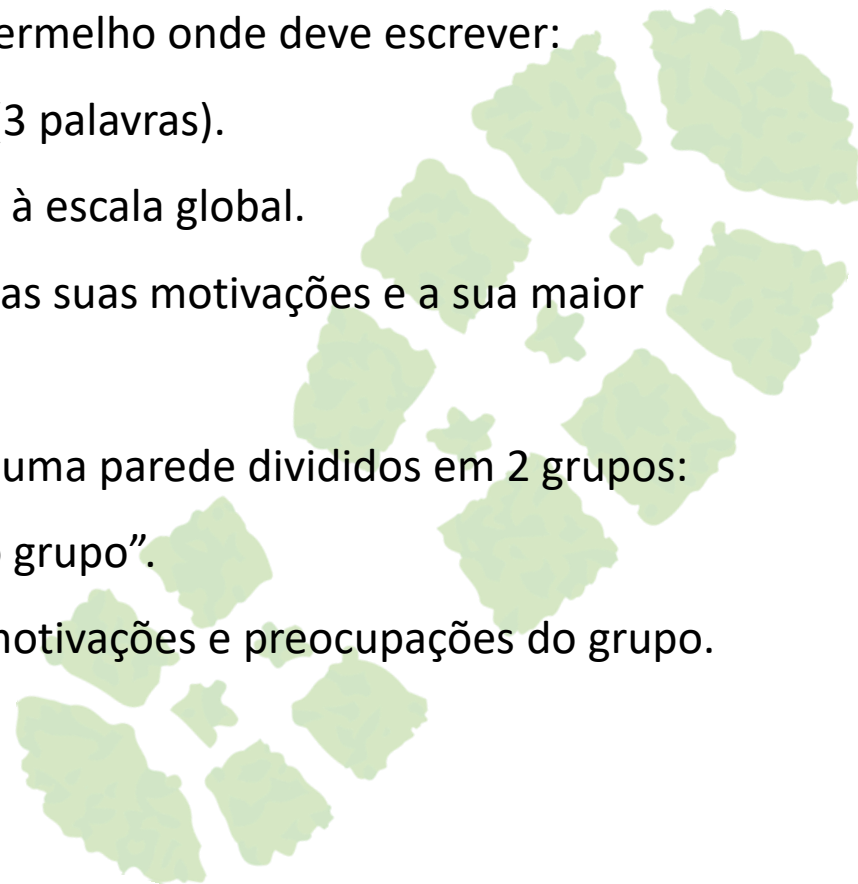 ermelho onde deve escrever:
3 palavras).
à escala global.
as suas motivações e a sua maior
uma parede divididos em 2 grupos:
grupo”.
notivações e preocupações do grupo.